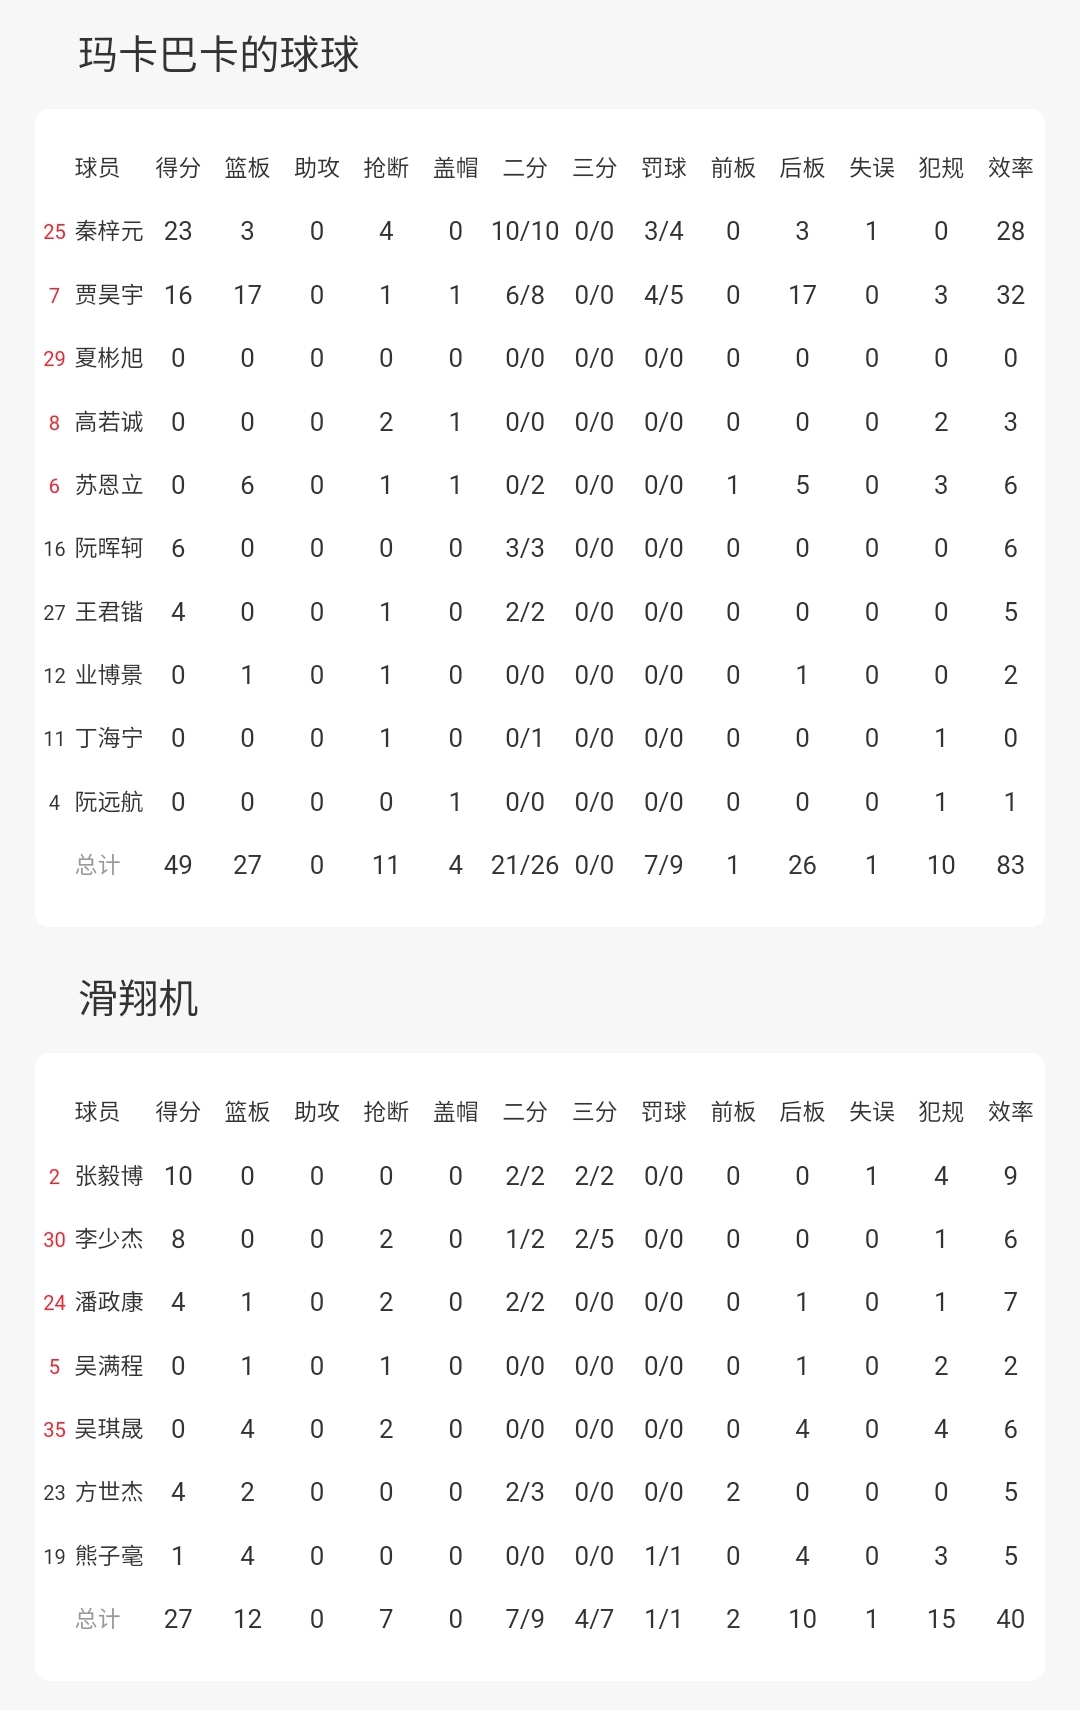 玛卡巴卡的球球
球员 得分 篮板 助攻 抢断 盖帽 二分 三分 罚球 前板 后板 失误 犯规 效率
25 秦梓元 23 3 0 4 0 10/10 0/0 3/4 0 3 1 0 28
7 贾昊宇 16 17 0 1 1 6/8 0/0 4/5 0 17 0 3 32
29 夏彬旭 0 0 0 0 0 0/0 0/0 0/0 0 0 0 0 0
8 高若诚 0 0 0 2 1 0/0 0/0 0/0 0 0 0 2 3
6 苏恩立 0 6 0 1 1 0/2 0/0 0/0 1 5 0 3 6
16 阮晖轲 6 0 0 0 0 3/3 0/0 0/0 0 0 0 0 6
27 王君锴 4 0 0 1 0 2/2 0/0 0/0 0 0 0 0 5
12 业博景 0 1 0 1 0 0/0 0/0 0/0 0 1 0 0 2
11 丁海宁 0 0 0 1 0 0/1 0/0 0/0 0 0 0 1 0
4 阮远航 0 0 0 0 1 0/0 0/0 0/0 0 0 0 1 1
总计 49 27 0 11 4 21/26 0/0 7/9 1 26 1 10 83
滑翔机
球员 得分 篮板 助攻 抢断 盖帽 二分 三分 罚球 前板 后板 失误 犯规 效率
2 张毅博 10 0 0 0 0 2/2 2/2 0/0 0 0 1 4 9
30 李少杰 8 0 0 2 0 1/2 2/5 0/0 0 0 0 1 6
24 潘政康 4 1 0 2 0 2/2 0/0 0/0 0 1 0 1 7
5 吴满程 0 1 0 1 0 0/0 0/0 0/0 0 1 0 2 2
35 吴琪晟 0 4 0 2 0 0/0 0/0 0/0 0 4 0 4 6
23 方世杰 4 2 0 0 0 2/3 0/0 0/0 2 0 0 0 5
19 熊子毫 1 4 0 0 0 0/0 0/0 1/1 0 4 0 3 5
总计 27 12 0 7 0 7/9 4/7 1/1 2 10 1 15 40